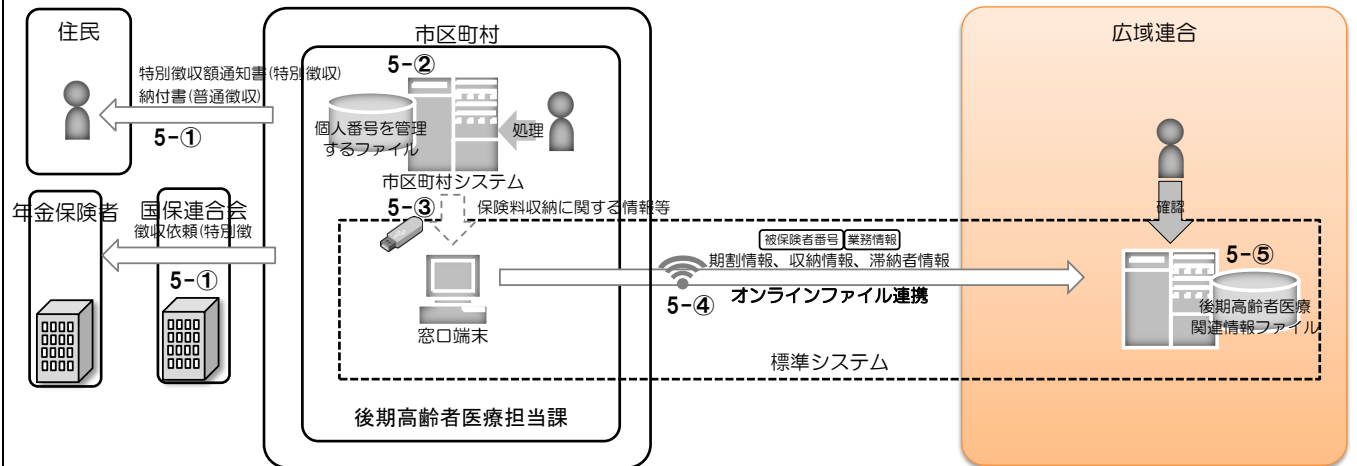 住民
特別徴収額通知書(特別徴収)
納付書(普通徴収)
5-①
年金保険者
国保連合会
徴収依頼(特別徴
5-①
市区町村
5-②
個人番号を管理
するファイル
処理
市区町村システム
5-③
保険料収納に関する情報等
窓口端末
後期高齢者医療担当課
被保険者番号 業務情報
期割情報、収納情報、滞納者情報
5-④
オンラインファイル連携
標準システム
広域連合
確認
5-⑤
後期高齢者医療
関連情報ファイル